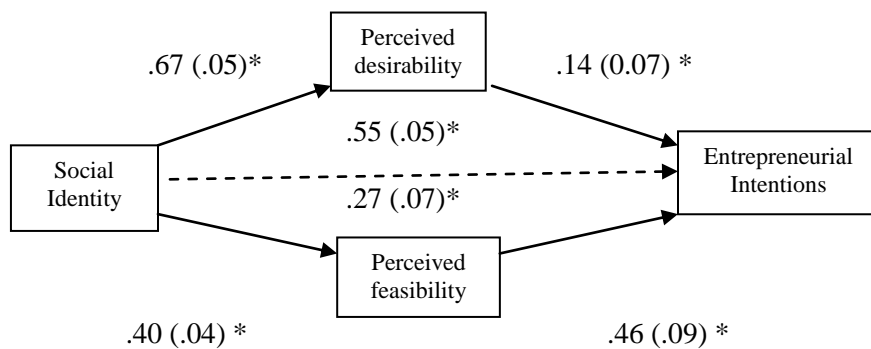 Perceived
desirability
.67 (.05)*
.14 (0.07) *
.55 (.05)*
Social
Identity
Entrepreneurial
Intentions
.27 (.07)*
Perceived
feasibility
.40 (.04) *
.46 (.09) *